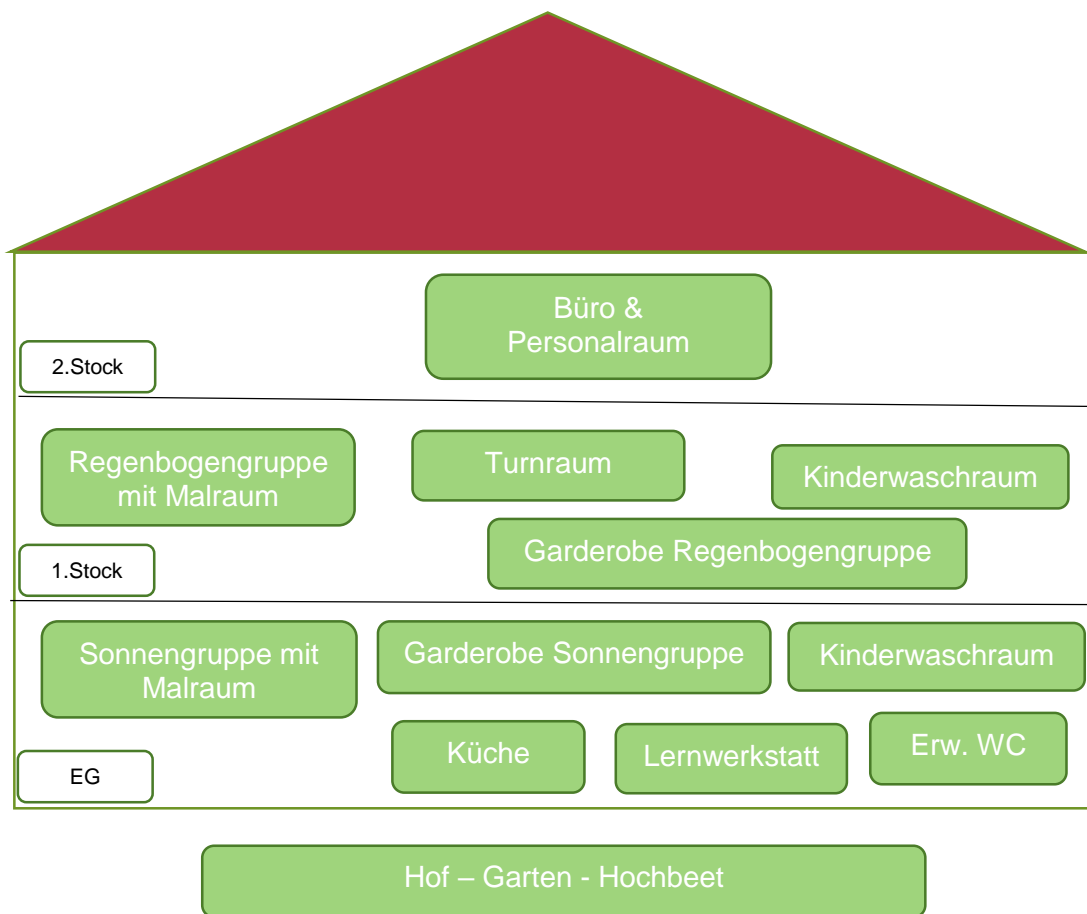 Büro &
Personalraum
2.Stock
Regenbogengruppe
mit Malraum
Turnraum
Kinderwaschraum
Garderobe Regenbogengruppe
1.Stock
Sonnengruppe mit
Malraum
Garderobe Sonnengruppe
Kinderwaschraum
Küche
Lernwerkstatt
Erw. WC
EG
Hof – Garten - Hochbeet